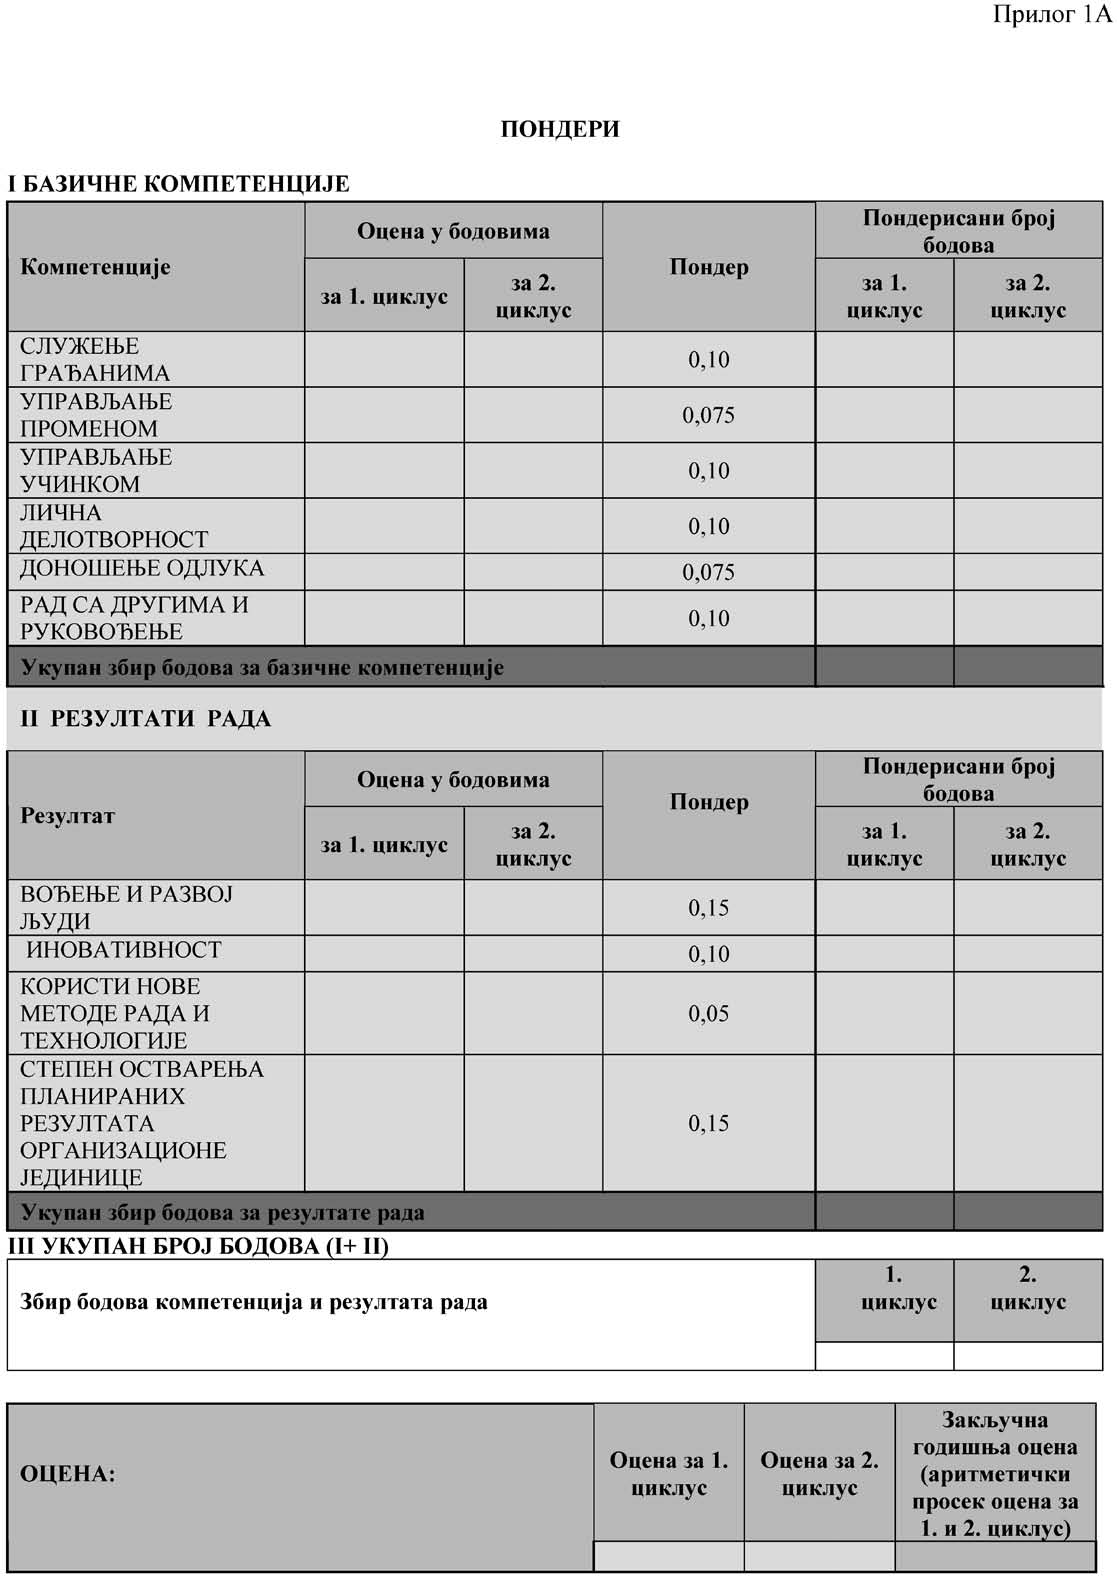 Прилог 1А
ПОНДЕРИ
I БАЗИЧНЕ КОМПЕТЕНЦИЈЕ
Компетенције
Оцена у бодовима
Пондер
Пондерисани број
бодова
за 1. циклус
за 2.
циклус
за 1.
циклус
за 2.
циклус
СЛУЖЕЊЕ
ГРАЂАНИМА
0,10
УПРАВЉАЊЕ
ПРОМЕНОМ
0,075
УПРАВЉАЊЕ
УЧИНКОМ
0,10
ЛИЧНА
ДЕЛОТВОРНОСТ
0,10
ДОНОШЕЊЕ ОДЛУКА
0,075
РАД СА ДРУГИМА И
РУКОВОЂЕЊЕ
0,10
Укупан збир бодова за базичне компетенције
II РЕЗУЛТАТИ РАДА
Резултат
Оцена у бодовима
Пондер
Пондерисани број
бодова
за 1. циклус
за 2.
циклус
за 1.
циклус
за 2.
циклус
ВОЂЕЊЕ И РАЗВОЈ
ЉУДИ
0,15
ИНОВАТИВНОСТ
0,10
КОРИСТИ НОВЕ
МЕТОДЕ РАДА И
ТЕХНОЛОГИЈЕ
0,05
СТЕПЕН ОСТВАРЕЊА
ПЛАНИРАНИХ
РЕЗУЛТАТА
ОРГАНИЗАЦИОНЕ
ЈЕДИНИЦЕ
0,15
Укупан збир бодова за резултате рада
III УКУПАН БРОЈ БОДОВА (I+ II)
Збир бодова компетенција и резултата рада
1.
циклус
2.
циклус
ОЦЕНА:
Оцена за 1.
циклус
Оцена за 2.
циклус
Закључна
годишња оцена
(аритметички
просек оцена за
1. и 2. циклус)